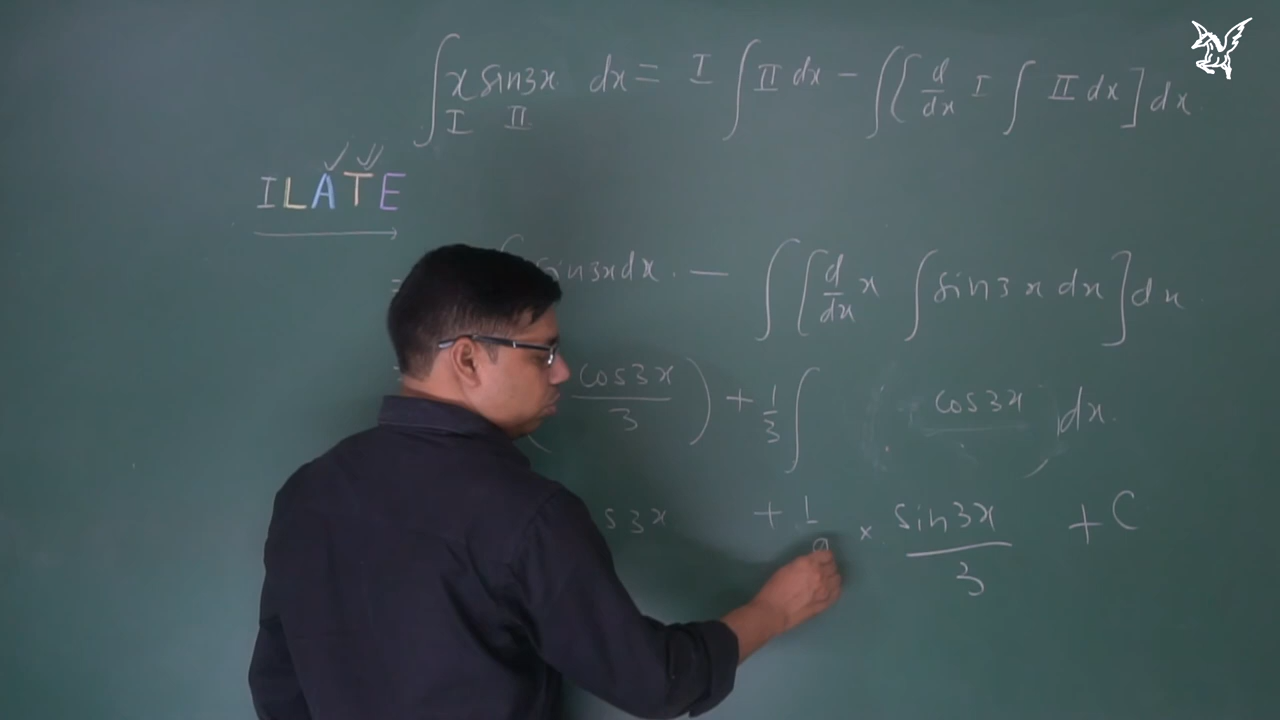 ∫ x sin3x dx = I ∫ II dx − ∫ [ d/dx I ∫ II dx ] dx
I II
ILATE
= ∫ sin3x dx. − ∫ [ d/dx x ∫ sin3x dx ] dx
cos3x/3 ) + 1/3 ∫ cos3x dx.
s3x + 1/9 × sin3x/3 + C